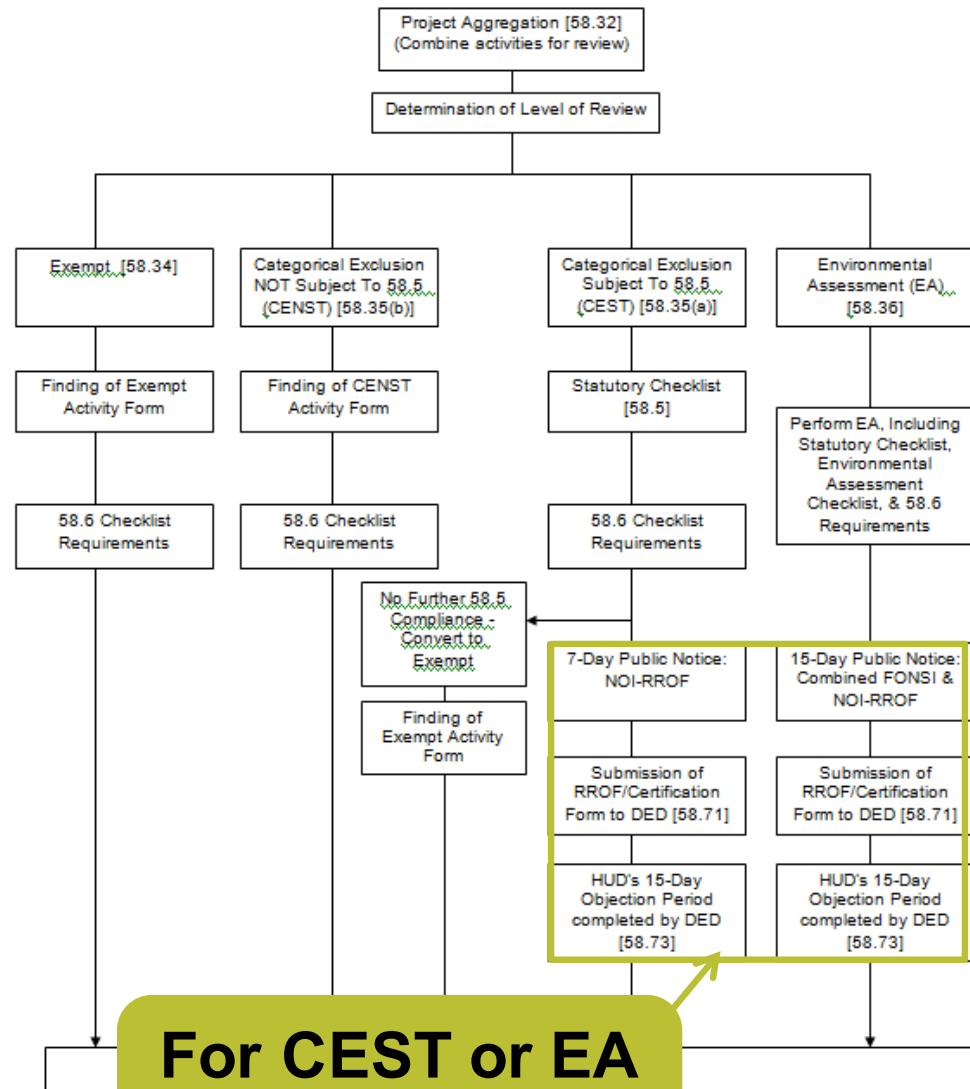 Project Aggregation [58.32]
(Combine activities for review)
Determination of Level of Review
Exempt [58.34]
Categorical Exclusion
NOT Subject To 58.5
(CENST) [58.35(b)]
Categorical Exclusion
Subject To 58.5
(CEST) [58.35(a)]
Environmental
Assessment (EA)
[58.36]
Finding of Exempt
Activity Form
Finding of CENST
Activity Form
Statutory Checklist
[58.5]
Perform EA, Including
Statutory Checklist,
Environmental
Assessment
Checklist, & 58.6
Requirements
58.6 Checklist
Requirements
58.6 Checklist
Requirements
58.6 Checklist
Requirements
No Further 58.5
Compliance -
Convert to
Exempt
7-Day Public Notice:
NOI-RROF
15-Day Public Notice:
Combined FONSI &
NOI-RROF
Finding of
Exempt Activity
Form
Submission of
RROF/Certification
Form to DED [58.71]
Submission of
RROF/Certification
Form to DED [58.71]
HUD's 15-Day
Objection Period
completed by DED
[58.73]
HUD's 15-Day
Objection Period
completed by DED
[58.73]
For CEST or EA